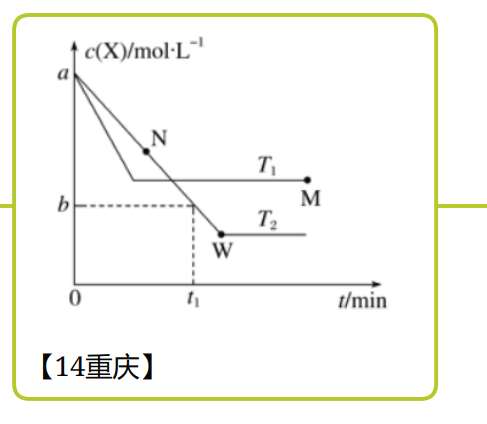 c(X)/mol·L⁻¹
a
N
T₁
M
b
T₂
W
0
t₁
t/min
【14重庆】